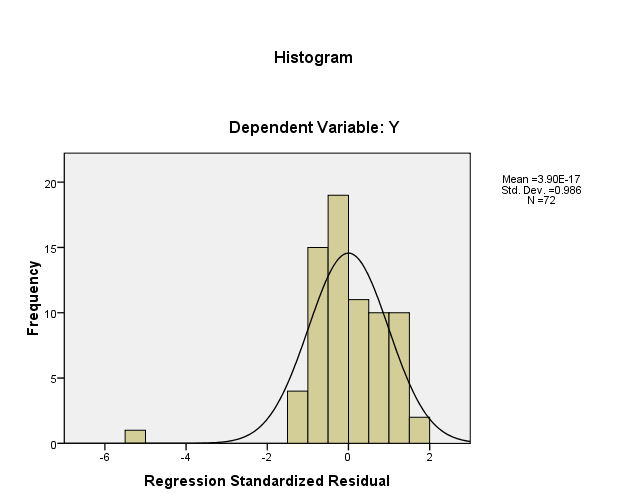 Histogram
Dependent Variable: Y
Mean =3.90E-17
Std. Dev. =0.986
N =72
Frequency
20
15
10
5
0
-6 -4 -2 0 2
Regression Standardized Residual